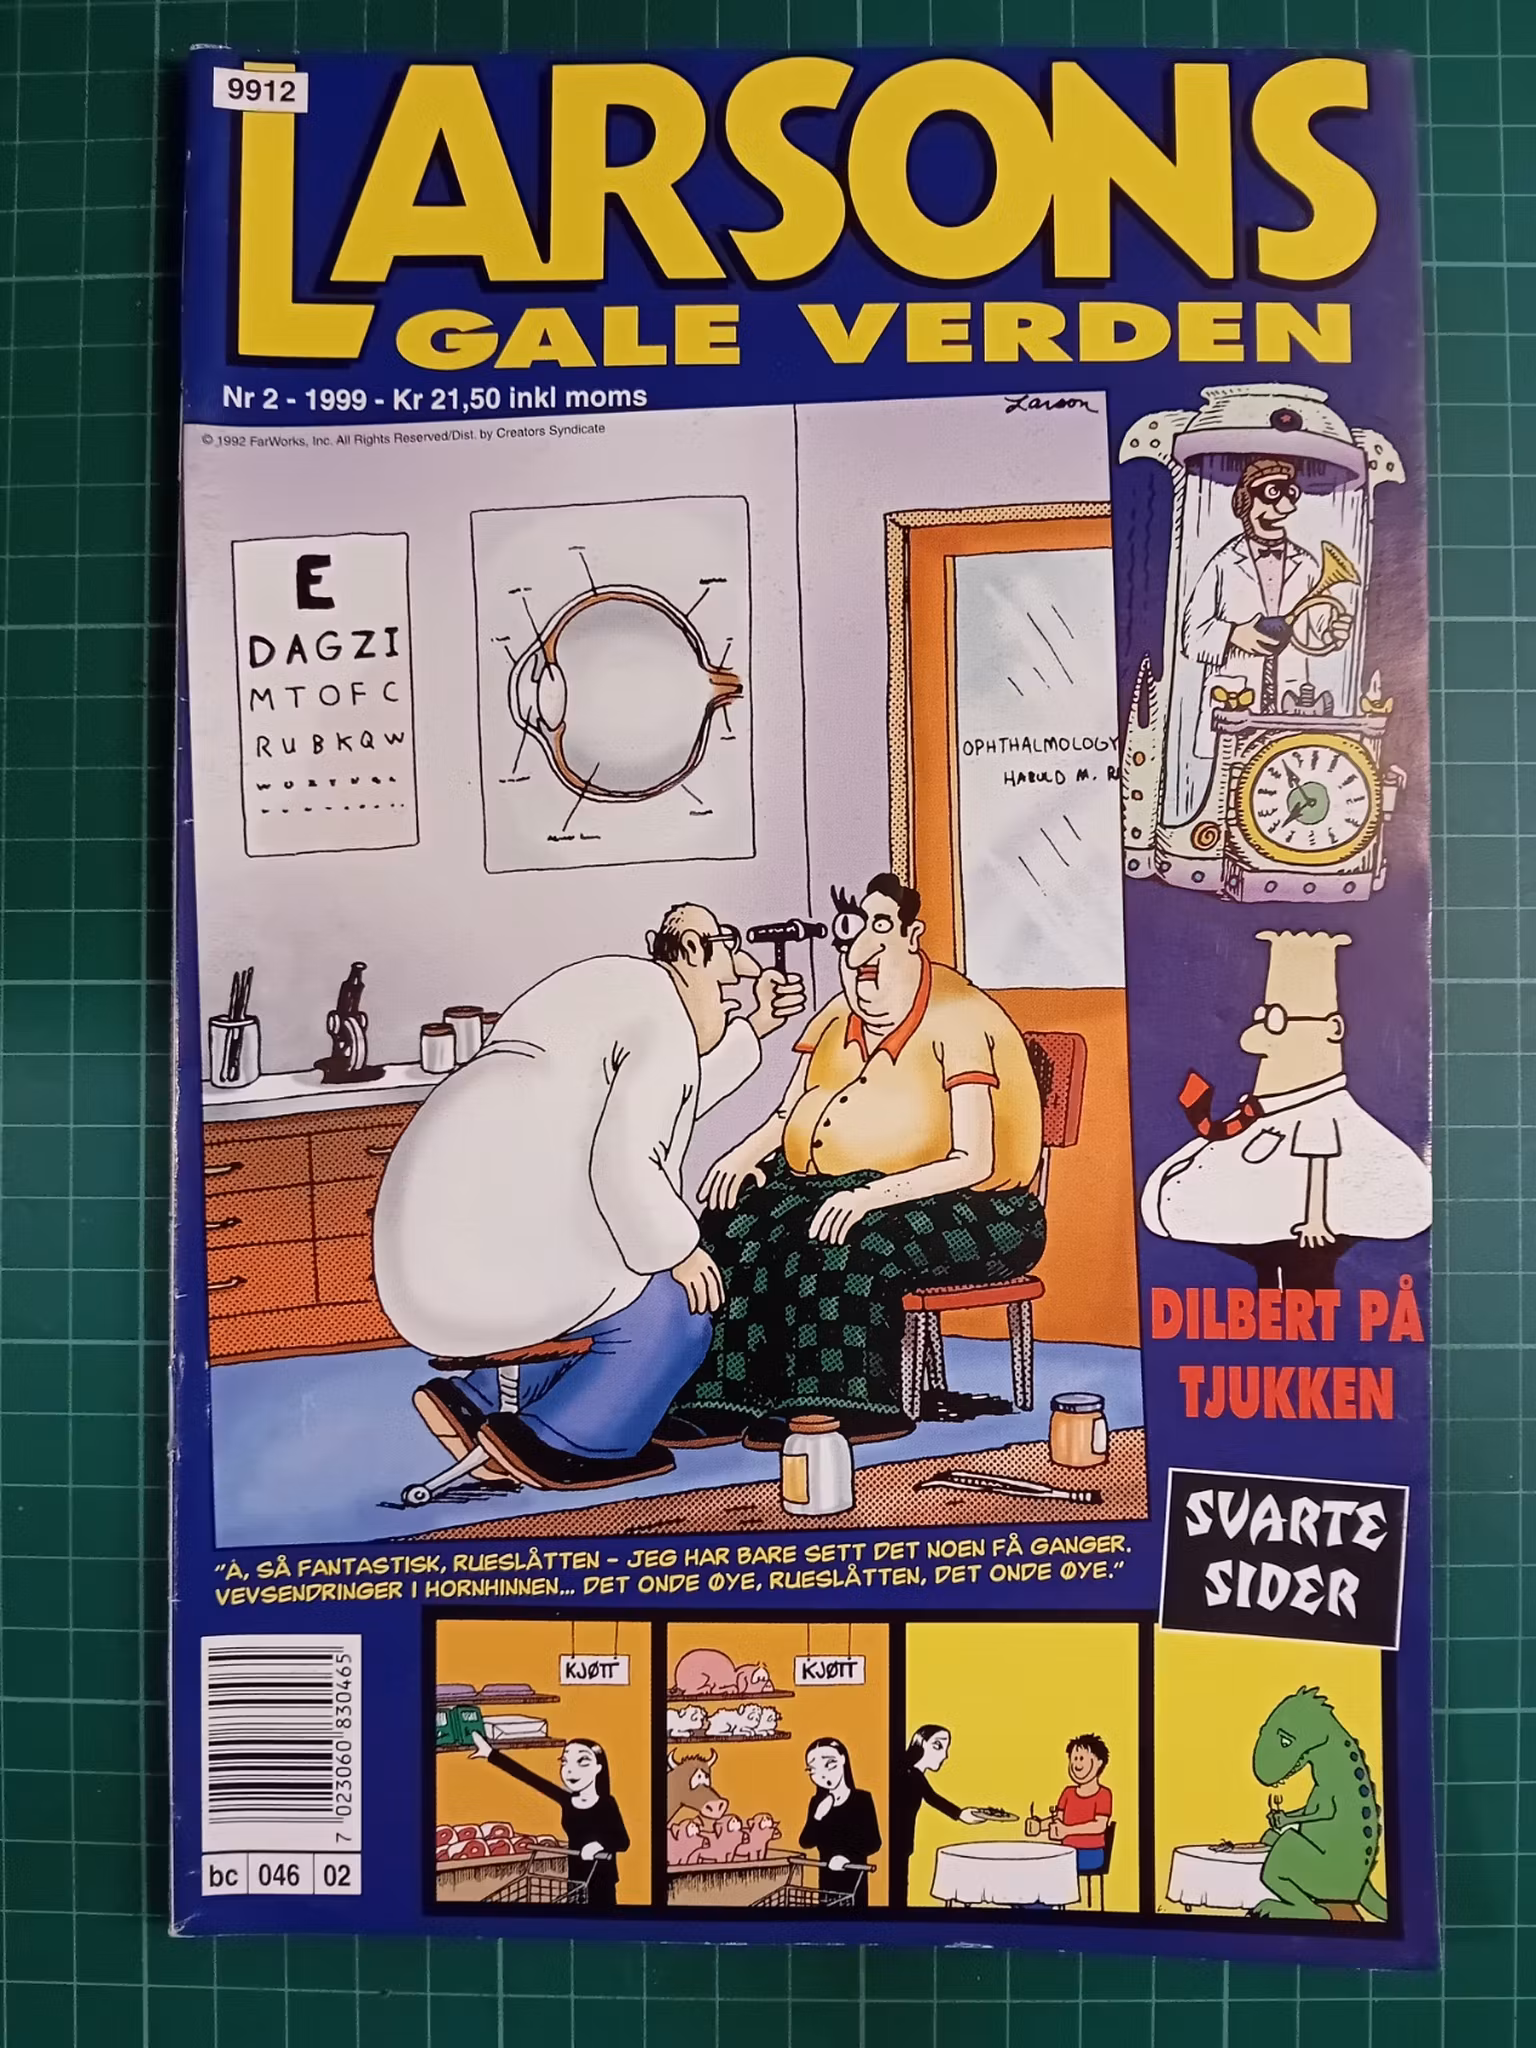 9912
LARSONS
GALE VERDEN
Nr 2 - 1999 - Kr 21,50 inkl moms
Larson
© 1992 FarWorks, Inc. All Rights Reserved/Dist. by Creators Syndicate
E
DAGZI
MTOFC
RUBKQW
OPHTHALMOLOGY
HAROLD M. R
DILBERT PÅ
TJUKKEN
SVARTE
SIDER
"Å, SÅ FANTASTISK, RUESLÅTTEN – JEG HAR BARE SETT DET NOEN FÅ GANGER.
VEVSENDRINGER I HORNHINNEN... DET ONDE ØYE, RUESLÅTTEN, DET ONDE ØYE."
KJØTT
KJØTT
7 023060 830465
bc 046 02